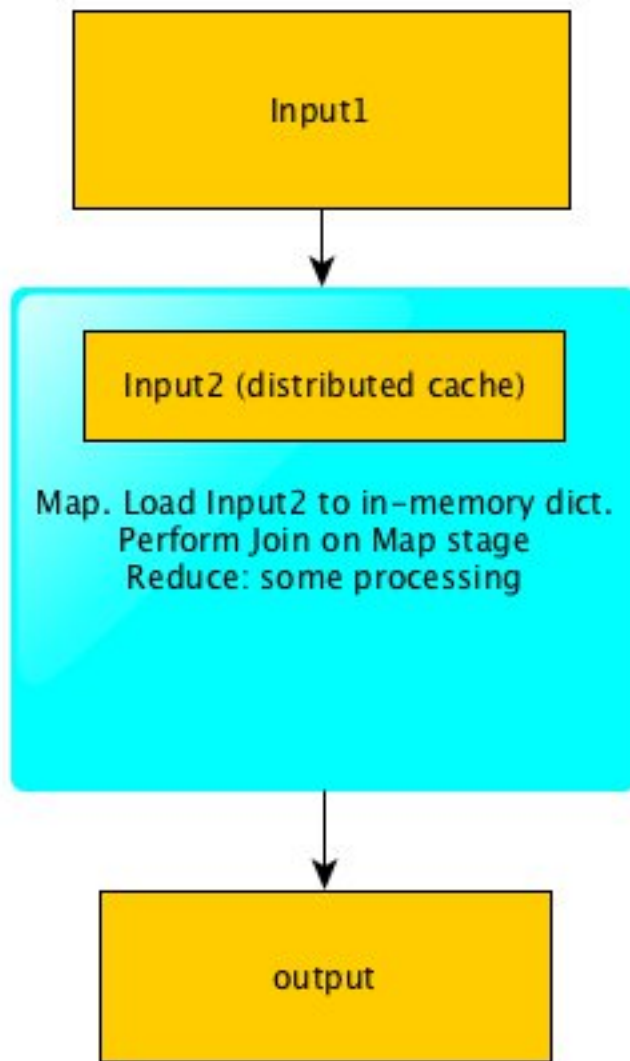 Input1
Input2 (distributed cache)
Map. Load Input2 to in-memory dict.
Perform Join on Map stage
Reduce: some processing
output